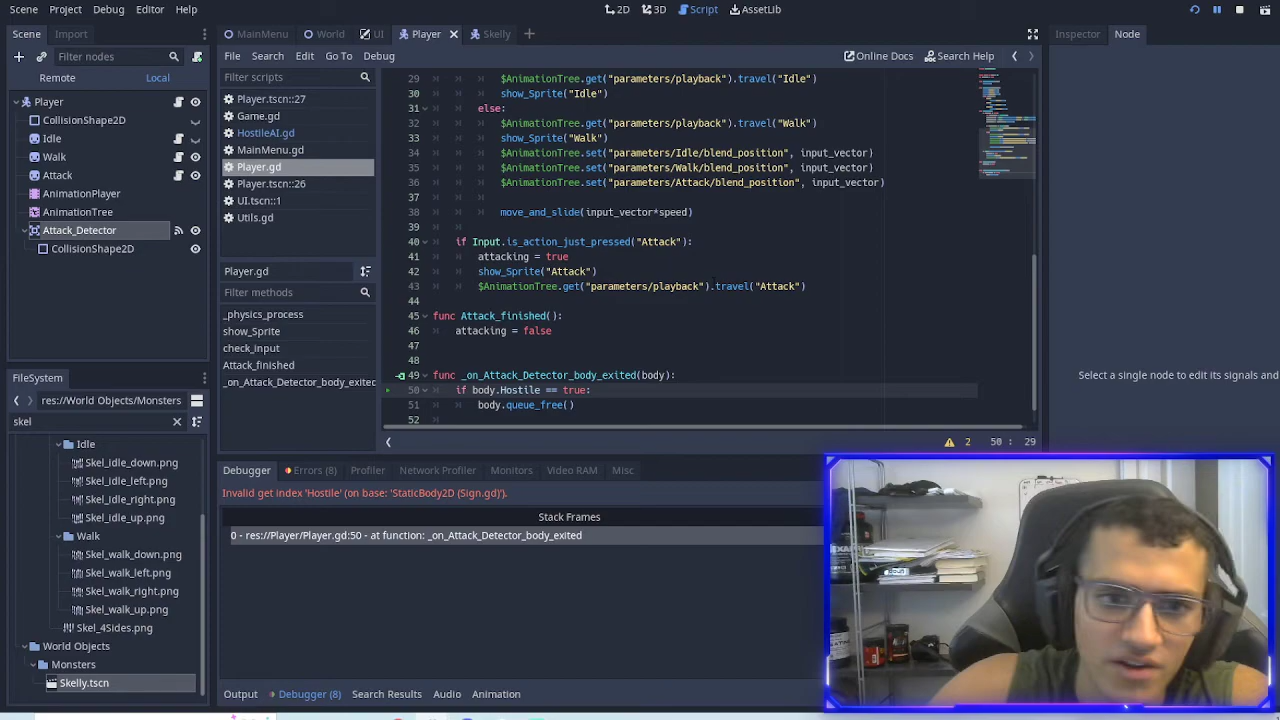 Scene Project Debug Editor Help
2D 3D Script AssetLib
Scene Import
MainMenu World UI Player Skelly
Inspector Node
Filter nodes
File Search Edit Go To Debug
Online Docs Search Help
Remote Local
Filter scripts
Player
CollisionShape2D
Idle
Walk
Attack
AnimationPlayer
AnimationTree
Attack_Detector
CollisionShape2D
Player.tscn::7
Game.gd
HostileAI.gd
MainMenu.gd
Player.gd
Player.tscn::26
UI.tscn::1
Utils.gd
Player.gd
Filter methods
_physics_process
show_Sprite
check_input
Attack_finished
_on_Attack_Detector_body_exited
29 $AnimationTree.get("parameters/playback").travel("Idle")
30 show_Sprite("Idle")
31 else:
32 $AnimationTree.get("parameters/playback").travel("Walk")
33 show_Sprite("Walk")
34 $AnimationTree.set("parameters/Idle/blend_position", input_vector)
35 $AnimationTree.set("parameters/Walk/blend_position", input_vector)
36 $AnimationTree.set("parameters/Attack/blend_position", input_vector)
37
38 move_and_slide(input_vector*speed)
39
40 if Input.is_action_just_pressed("Attack"):
41 attacking = true
42 show_Sprite("Attack")
43 $AnimationTree.get("parameters/playback").travel("Attack")
44
45 func Attack_finished():
46 attacking = false
47
48
49 func _on_Attack_Detector_body_exited(body):
50 if body.Hostile == true:
51 body.queue_free()
52
2 50 : 29
Select a single node to edit its signals and
FileSystem
res://World Objects/Monsters
skel
Idle
Skel_idle_down.png
Skel_idle_left.png
Skel_idle_right.png
Skel_idle_up.png
Walk
Skel_walk_down.png
Skel_walk_left.png
Skel_walk_right.png
Skel_walk_up.png
Skel_4Sides.png
World Objects
Monsters
Skelly.tscn
Debugger Errors (8) Profiler Network Profiler Monitors Video RAM Misc
Invalid get index 'Hostile' (on base: 'StaticBody2D (Sign.gd)').
Stack Frames
0 - res://Player/Player.gd:50 - at function: _on_Attack_Detector_body_exited
Output Debugger (8) Search Results Audio Animation